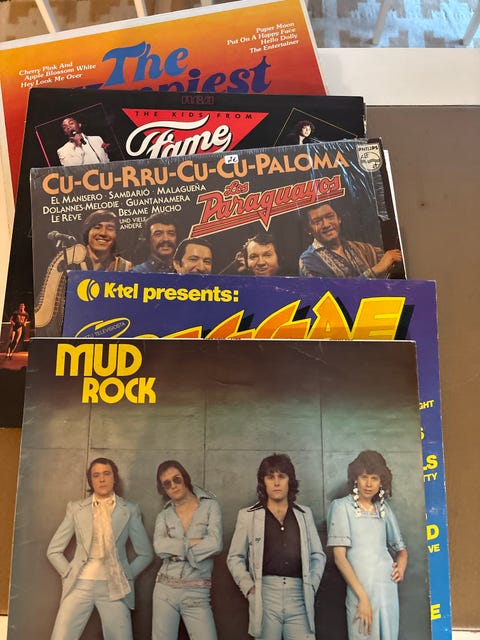 Cherry Pink And
Apple Blossom White
Hey Look Me Over
The
Paper Moon
Put On a Happy Face
Hello Dolly
The Entertainer
RCA
THE KIDS FROM
Fame
26
PHILIPS
CU-CU-RRU-CU-CU-PALOMA
EL MANISERO · SAMBARIO · MALAGUEÑA
DOLANNES-MELODIE · GUANTANAMERA
LE REVE
BESAME MUCHO
UND VIELE
ANDERE
Los
Paraguayos
K-tel presents:
REGGAE
MUD
ROCK